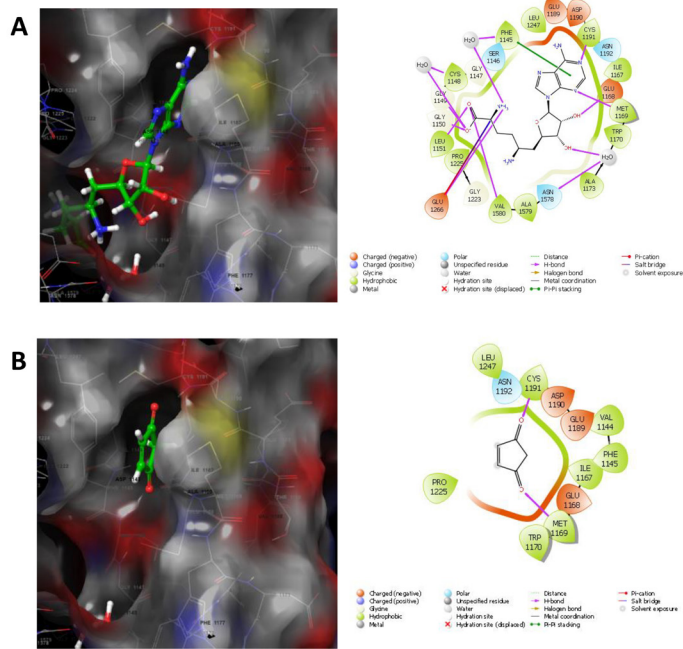 A
LEU
1247
GLU
1189
ASP
1190
CYS
1191
ASN
1192
ILE
1167
GLU
1168
MET
1169
TRP
1170
ALA
1173
H₂O
ASN
1578
ALA
1579
VAL
1580
GLY
1223
PRO
1225
GLU
1266
LEU
1151
GLY
1150
GLY
1149
CYS
1148
GLY
1147
SER
1146
PHE
1145
H₂O
H₂O
NH₂
N
N
N
N
O
OH
OH
O
ILE 1167
PHE
1177
Charged (negative)
Charged (positive)
Glycine
Hydrophobic
Metal
Polar
Unspecified residue
Water
Hydration site
Hydration site (displaced)
Distance
H-bond
Halogen bond
Metal coordination
Pi-Pi stacking
Pi-cation
Salt bridge
Solvent exposure
B
LEU
1247
ASN
1192
CYS
1191
ASP
1190
GLU
1189
VAL
1144
PHE
1145
ILE
1167
GLU
1168
MET
1169
TRP
1170
PRO
1225
O
O
PHE
1177
Charged (negative)
Charged (positive)
Glycine
Hydrophobic
Metal
Polar
Unspecified residue
Water
Hydration site
Hydration site (displaced)
Distance
H-bond
Halogen bond
Metal coordination
Pi-Pi stacking
Pi-cation
Salt bridge
Solvent exposure